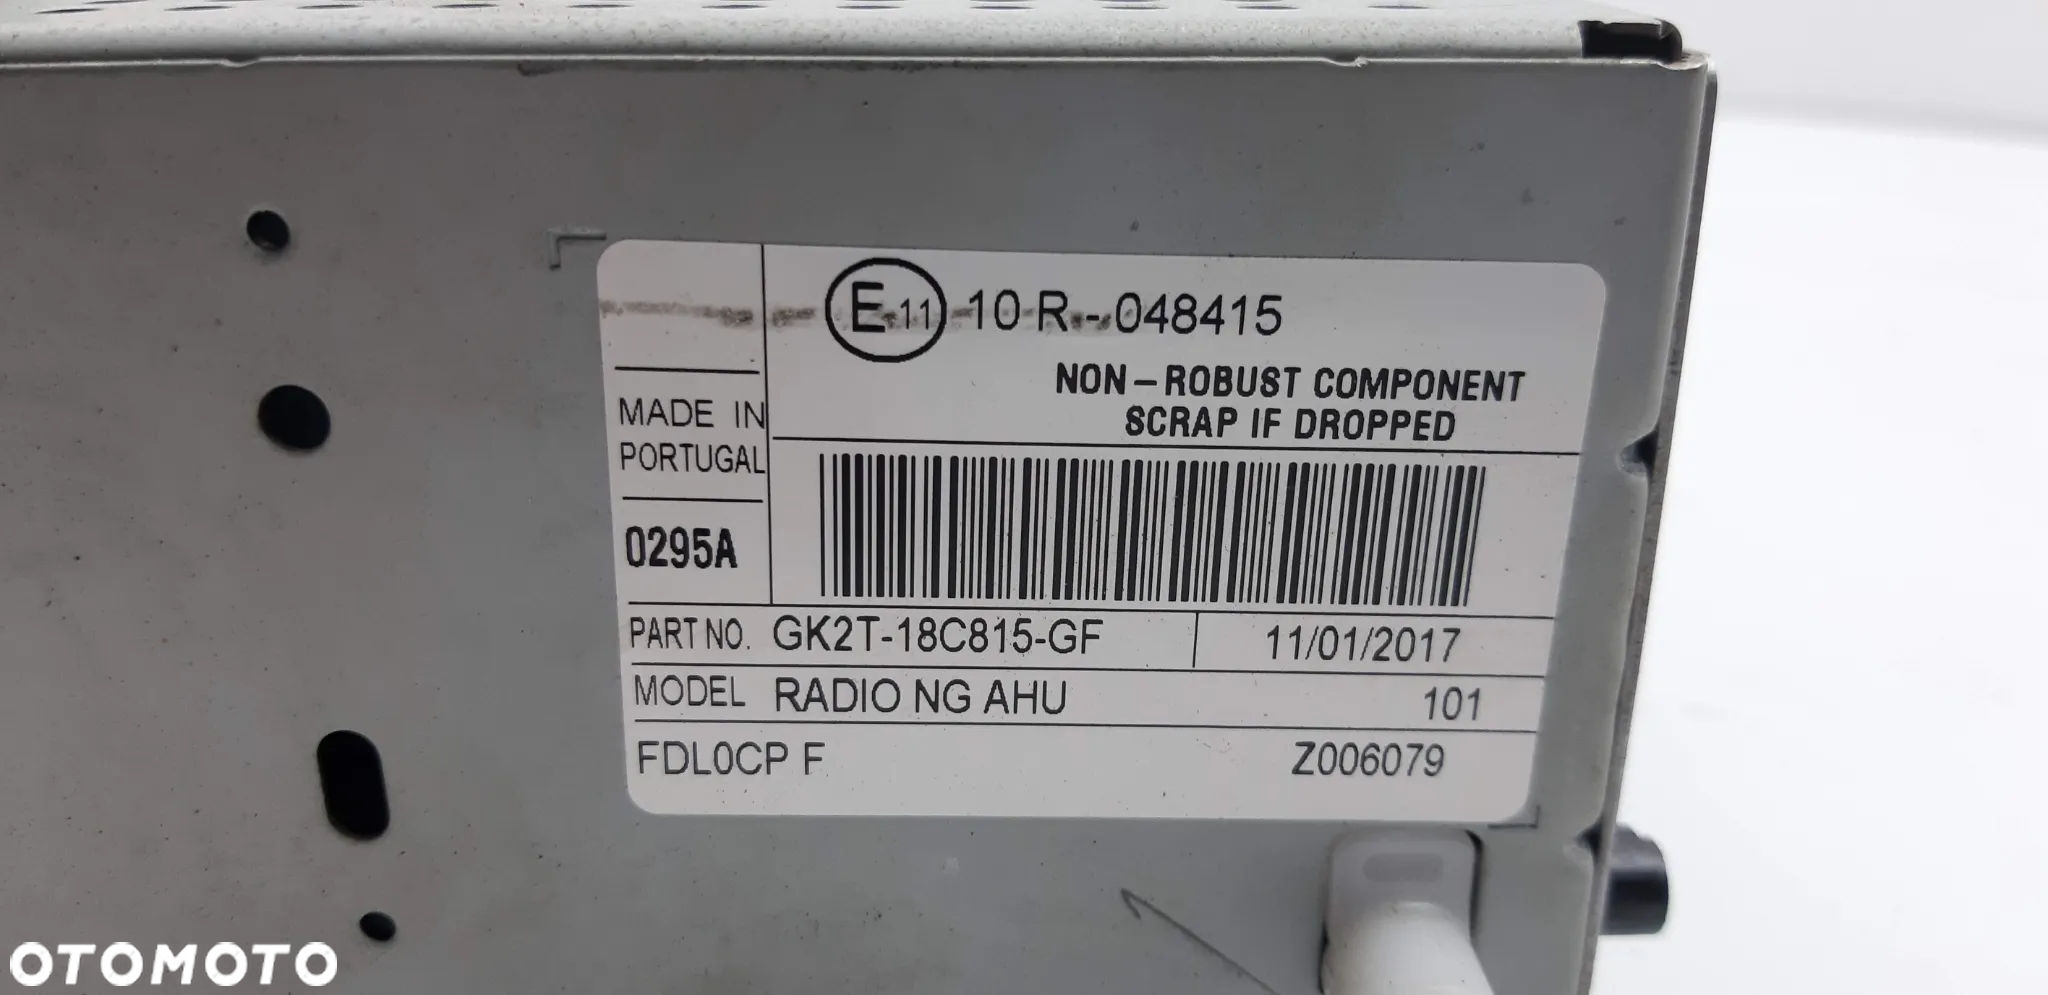 E 11 10 R - 048415
NON - ROBUST COMPONENT
SCRAP IF DROPPED
MADE IN
PORTUGAL
0295A
PART NO. GK2T-18C815-GF 11/01/2017
MODEL RADIO NG AHU 101
FDL0CP F Z006079
OTOMOTO